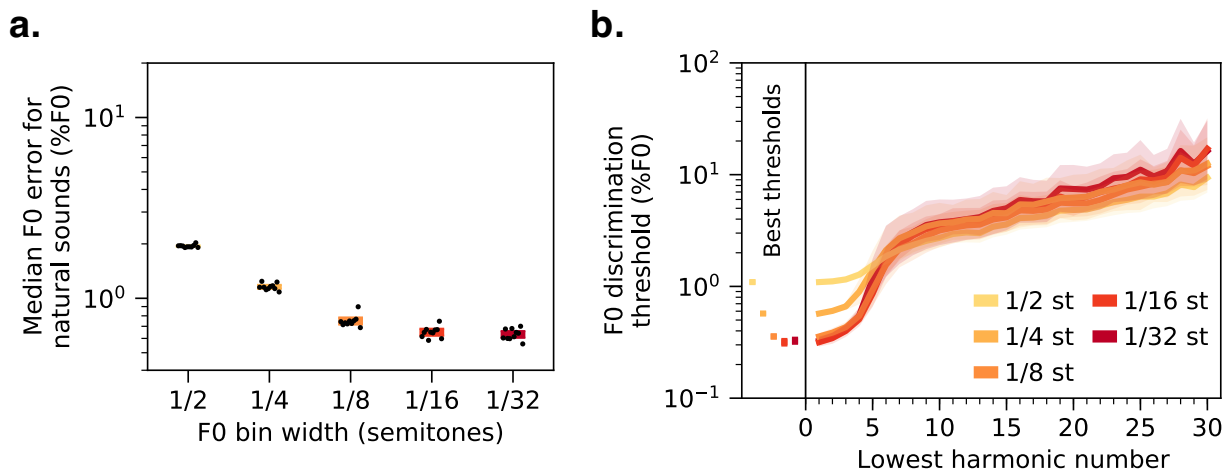 a.
Median F0 error for
natural sounds (%F0)
10¹
10⁰
1/2 1/4 1/8 1/16 1/32
F0 bin width (semitones)
b.
F0 discrimination
threshold (%F0)
10²
10¹
10⁰
10⁻¹
Best thresholds
1/2 st
1/4 st
1/8 st
1/16 st
1/32 st
0 5 10 15 20 25 30
Lowest harmonic number